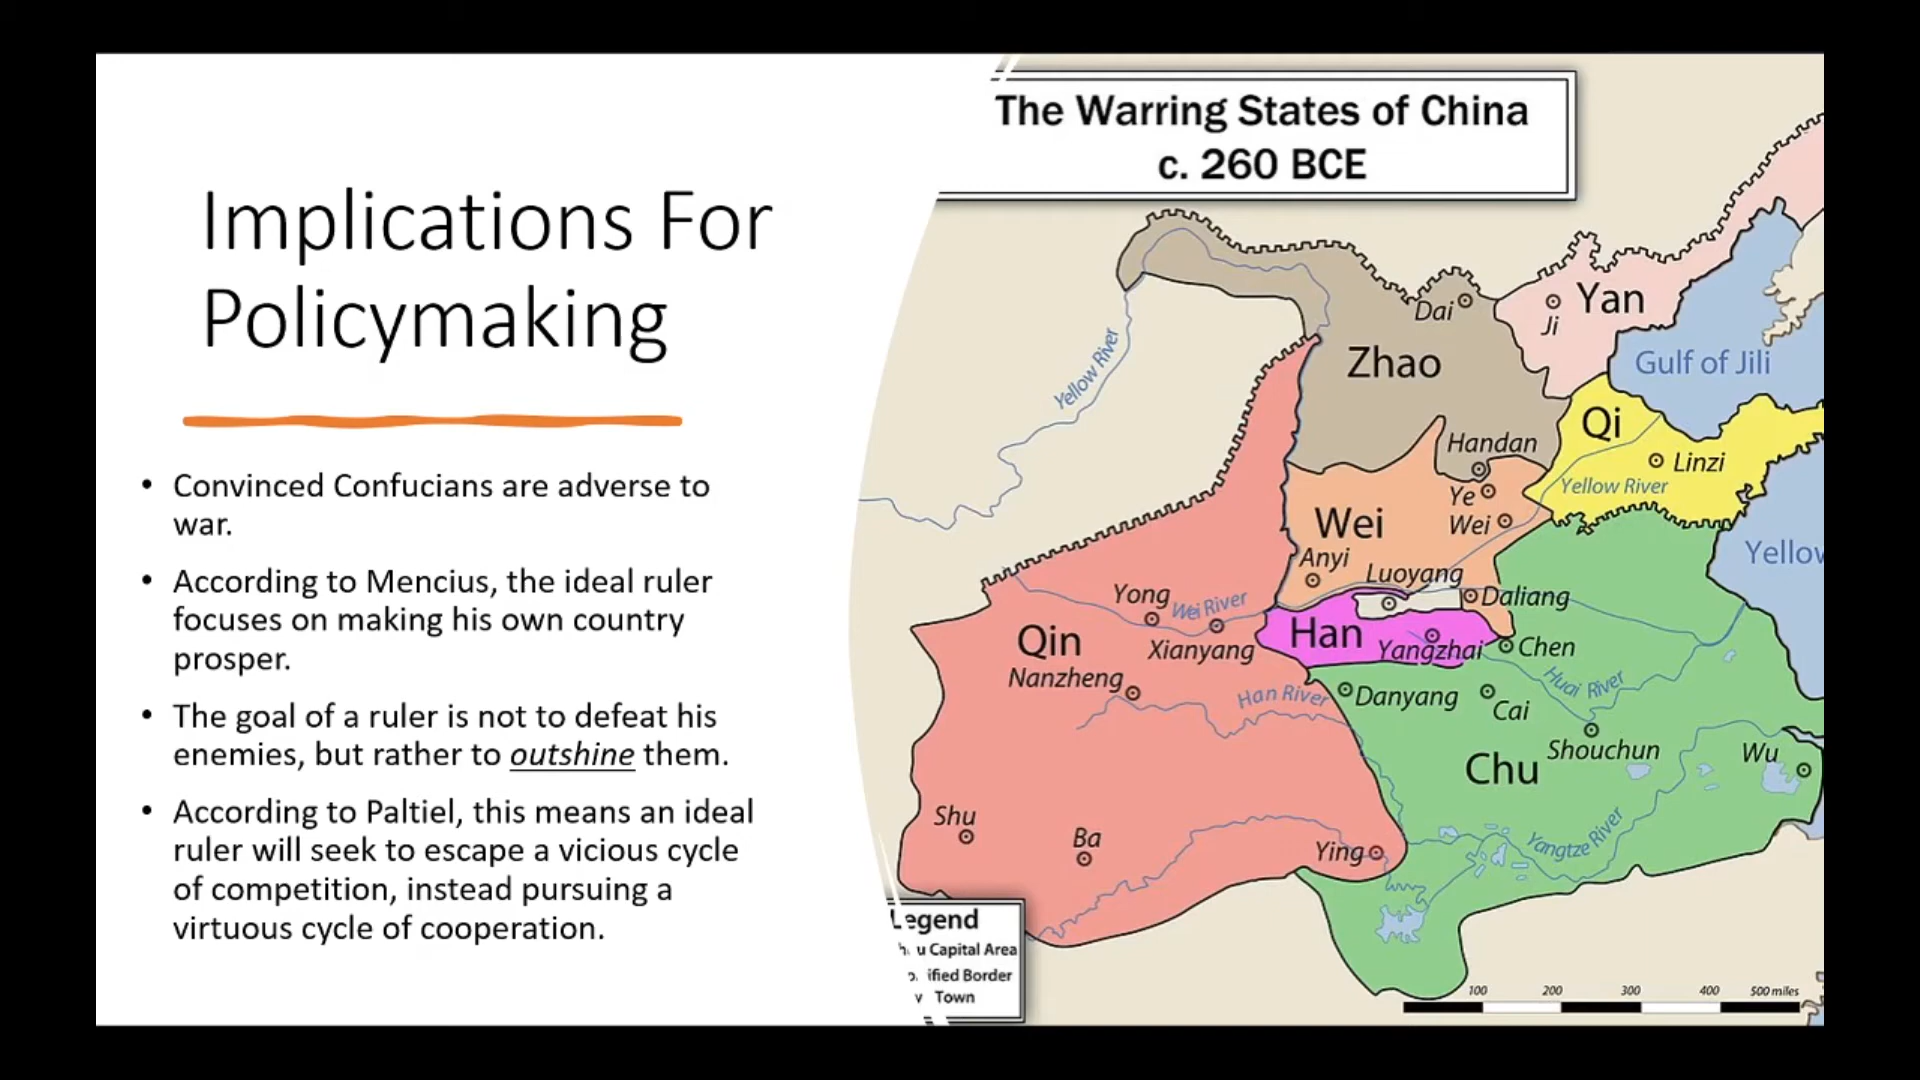 Implications For
Policymaking
• Convinced Confucians are adverse to
war.
• According to Mencius, the ideal ruler
focuses on making his own country
prosper.
• The goal of a ruler is not to defeat his
enemies, but rather to outshine them.
• According to Paltiel, this means an ideal
ruler will seek to escape a vicious cycle
of competition, instead pursuing a
virtuous cycle of cooperation.
The Warring States of China
c. 260 BCE
Dai
Ji
Yan
Yellow River
Zhao
Gulf of Jili
Qi
Handan
Linzi
Ye
Yellow River
Wei
Wei
Anyi
Yellow
Luoyang
Yong
Wei River
Daliang
Qin
Xianyang
Han
Yangzhai
Chen
Nanzheng
Han River
Danyang
Huai River
Cai
Shouchun
Wu
Chu
Shu
Ba
Ying
Yangtze River
Legend
u Capital Area
ified Border
Town
100 200 300 400 500 miles